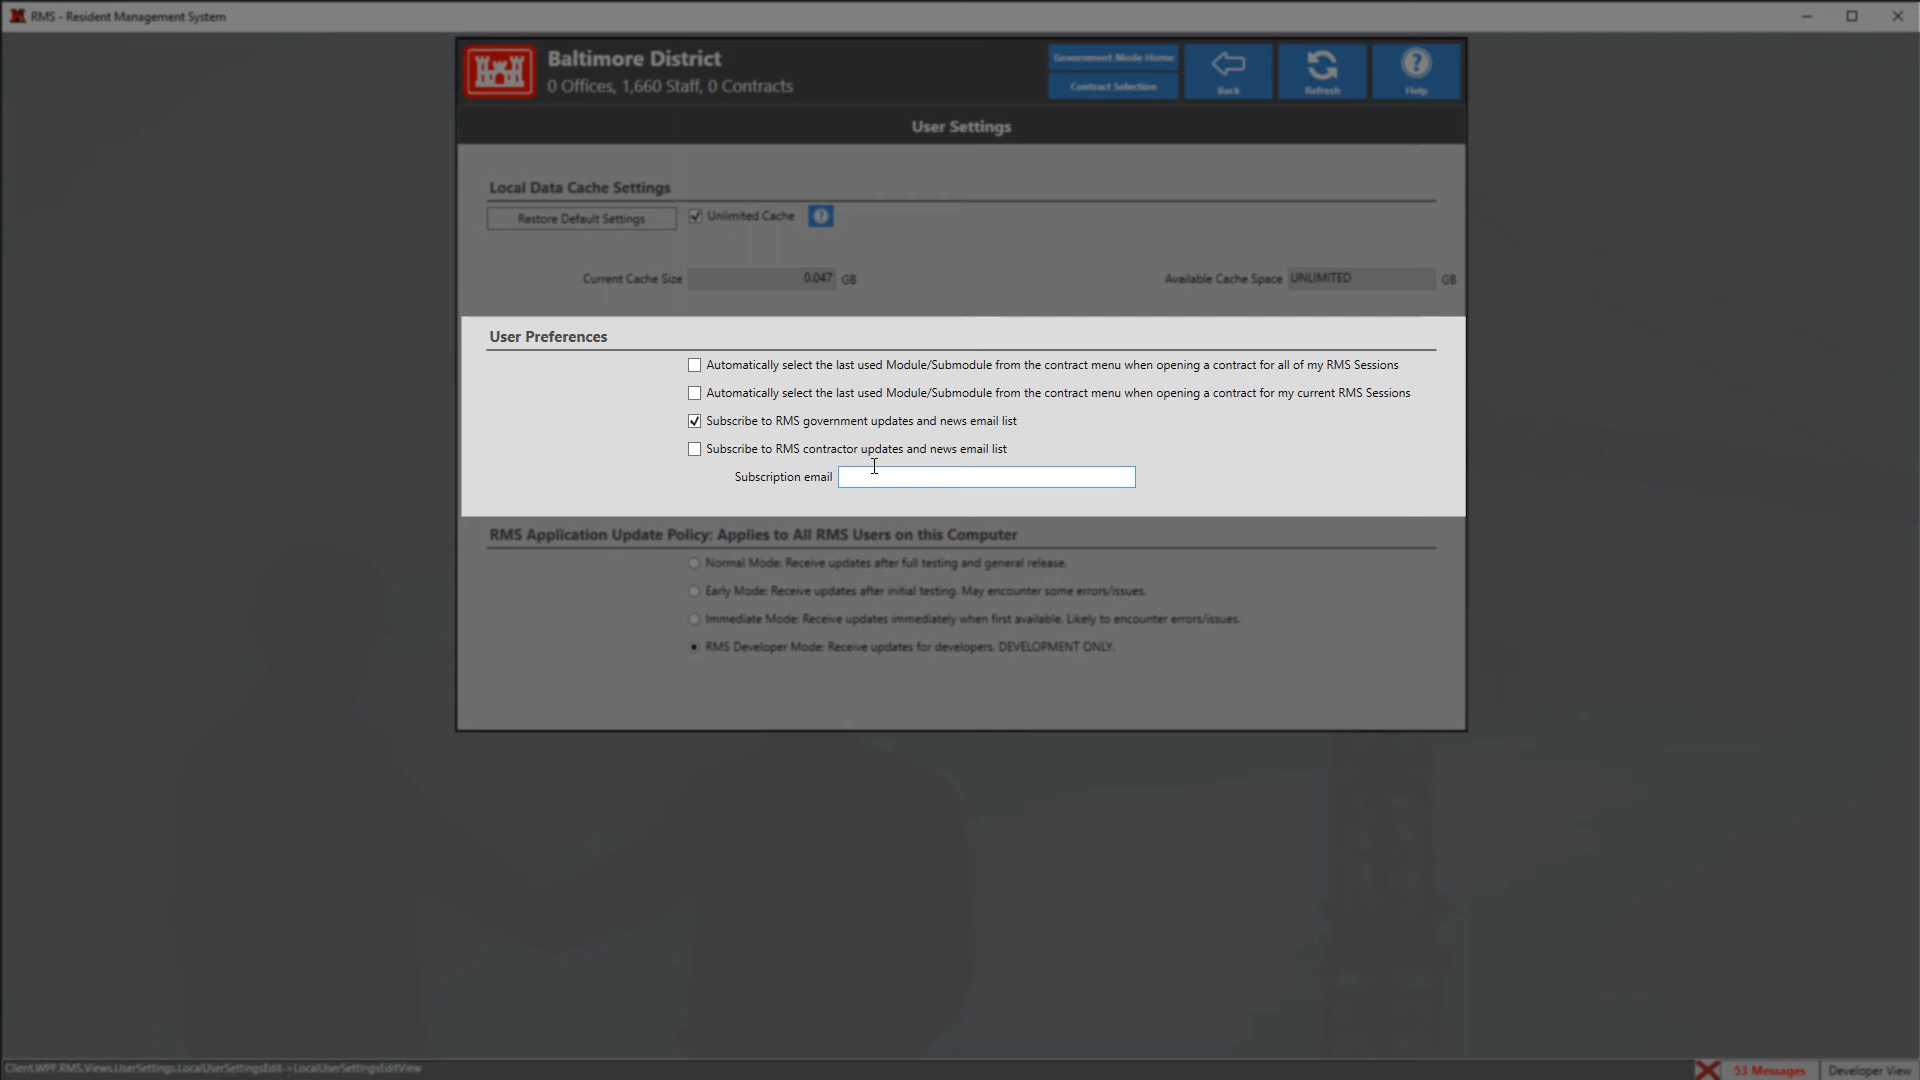 RMS - Resident Management System
Baltimore District
0 Offices, 1,660 Staff, 0 Contracts
Government Mode Home
Contract Selection
Back
Refresh
Help
User Settings
Local Data Cache Settings
Restore Default Settings
Unlimited Cache
Current Cache Size 0.047 GB
Available Cache Space UNLIMITED GB
User Preferences
Automatically select the last used Module/Submodule from the contract menu when opening a contract for all of my RMS Sessions
Automatically select the last used Module/Submodule from the contract menu when opening a contract for my current RMS Sessions
Subscribe to RMS government updates and news email list
Subscribe to RMS contractor updates and news email list
Subscription email
RMS Application Update Policy: Applies to All RMS Users on this Computer
Normal Mode: Receive updates after full testing and general release.
Early Mode: Receive updates after initial testing. May encounter some errors/issues.
Immediate Mode: Receive updates immediately when first available. Likely to encounter errors/issues.
RMS Developer Mode: Receive updates for developers. DEVELOPMENT ONLY.
Client.WPF.RMS.Views.UserSettings.LocalUserSettingsEdit->LocalUserSettingsEditView
53 Messages
Developer View